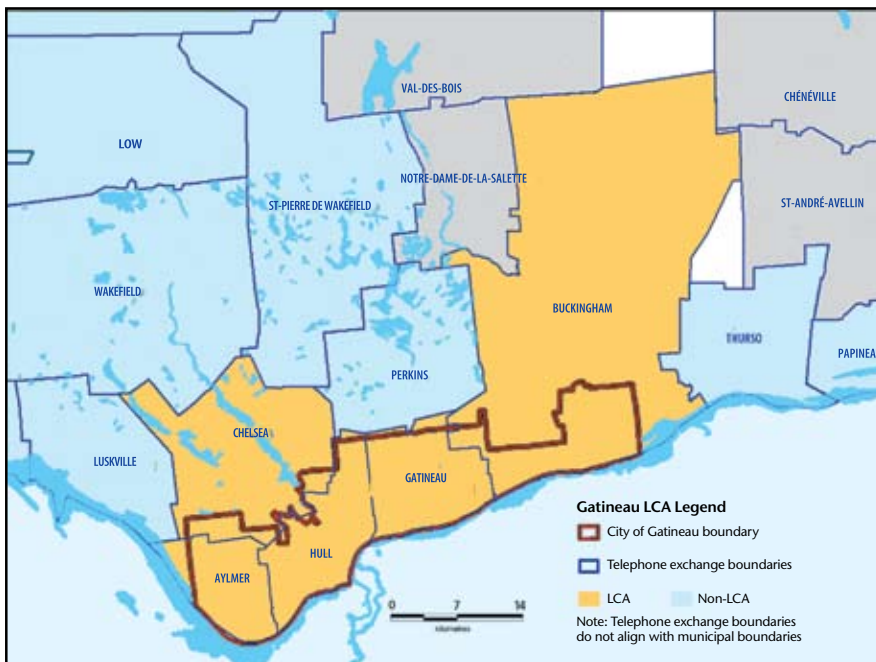 VAL-DES-BOIS
CHÉNÉVILLE
LOW
NOTRE-DAME-DE-LA-SALETTE
ST-PIERRE DE WAKEFIELD
ST-ANDRÉ-AVELLIN
WAKEFIELD
BUCKINGHAM
THURSO
PAPINEA
PERKINS
CHELSEA
LUSKVILLE
GATINEAU
HULL
AYLMER
0 7 14
kilometres
Gatineau LCA Legend
City of Gatineau boundary
Telephone exchange boundaries
LCA Non-LCA
Note: Telephone exchange boundaries
do not align with municipal boundaries